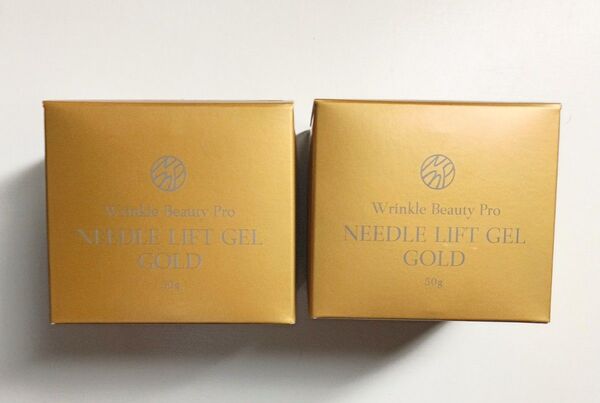 Wrinkle Beauty Pro
NEEDLE LIFT GEL
GOLD
50g
Wrinkle Beauty Pro
NEEDLE LIFT GEL
GOLD
50g